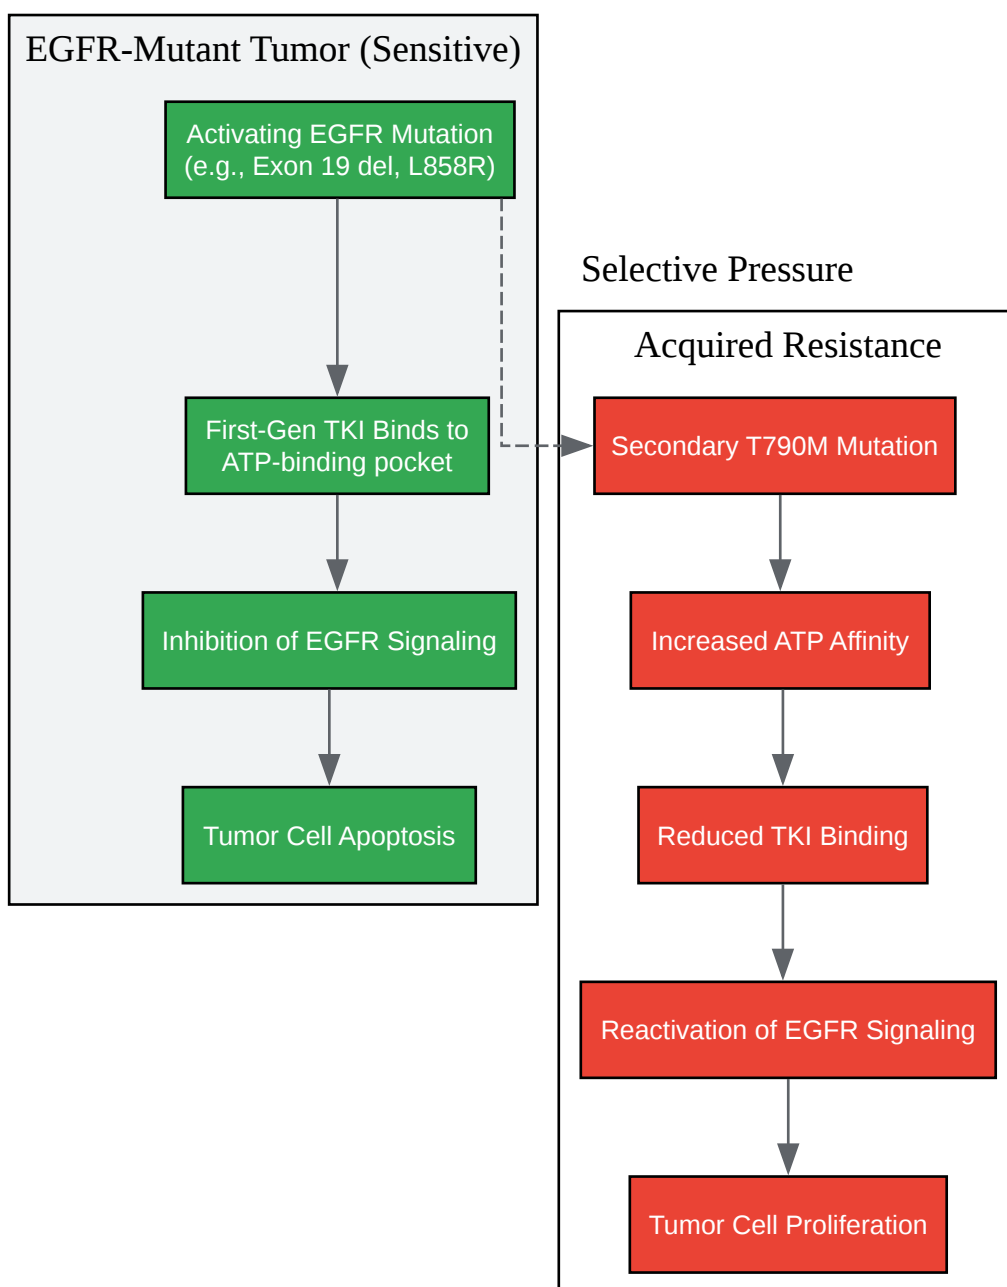 EGFR-Mutant Tumor (Sensitive)
Activating EGFR Mutation
(e.g., Exon 19 del, L858R)
First-Gen TKI Binds to
ATP-binding pocket
Inhibition of EGFR Signaling
Tumor Cell Apoptosis
Selective Pressure
Acquired Resistance
Secondary T790M Mutation
Increased ATP Affinity
Reduced TKI Binding
Reactivation of EGFR Signaling
Tumor Cell Proliferation